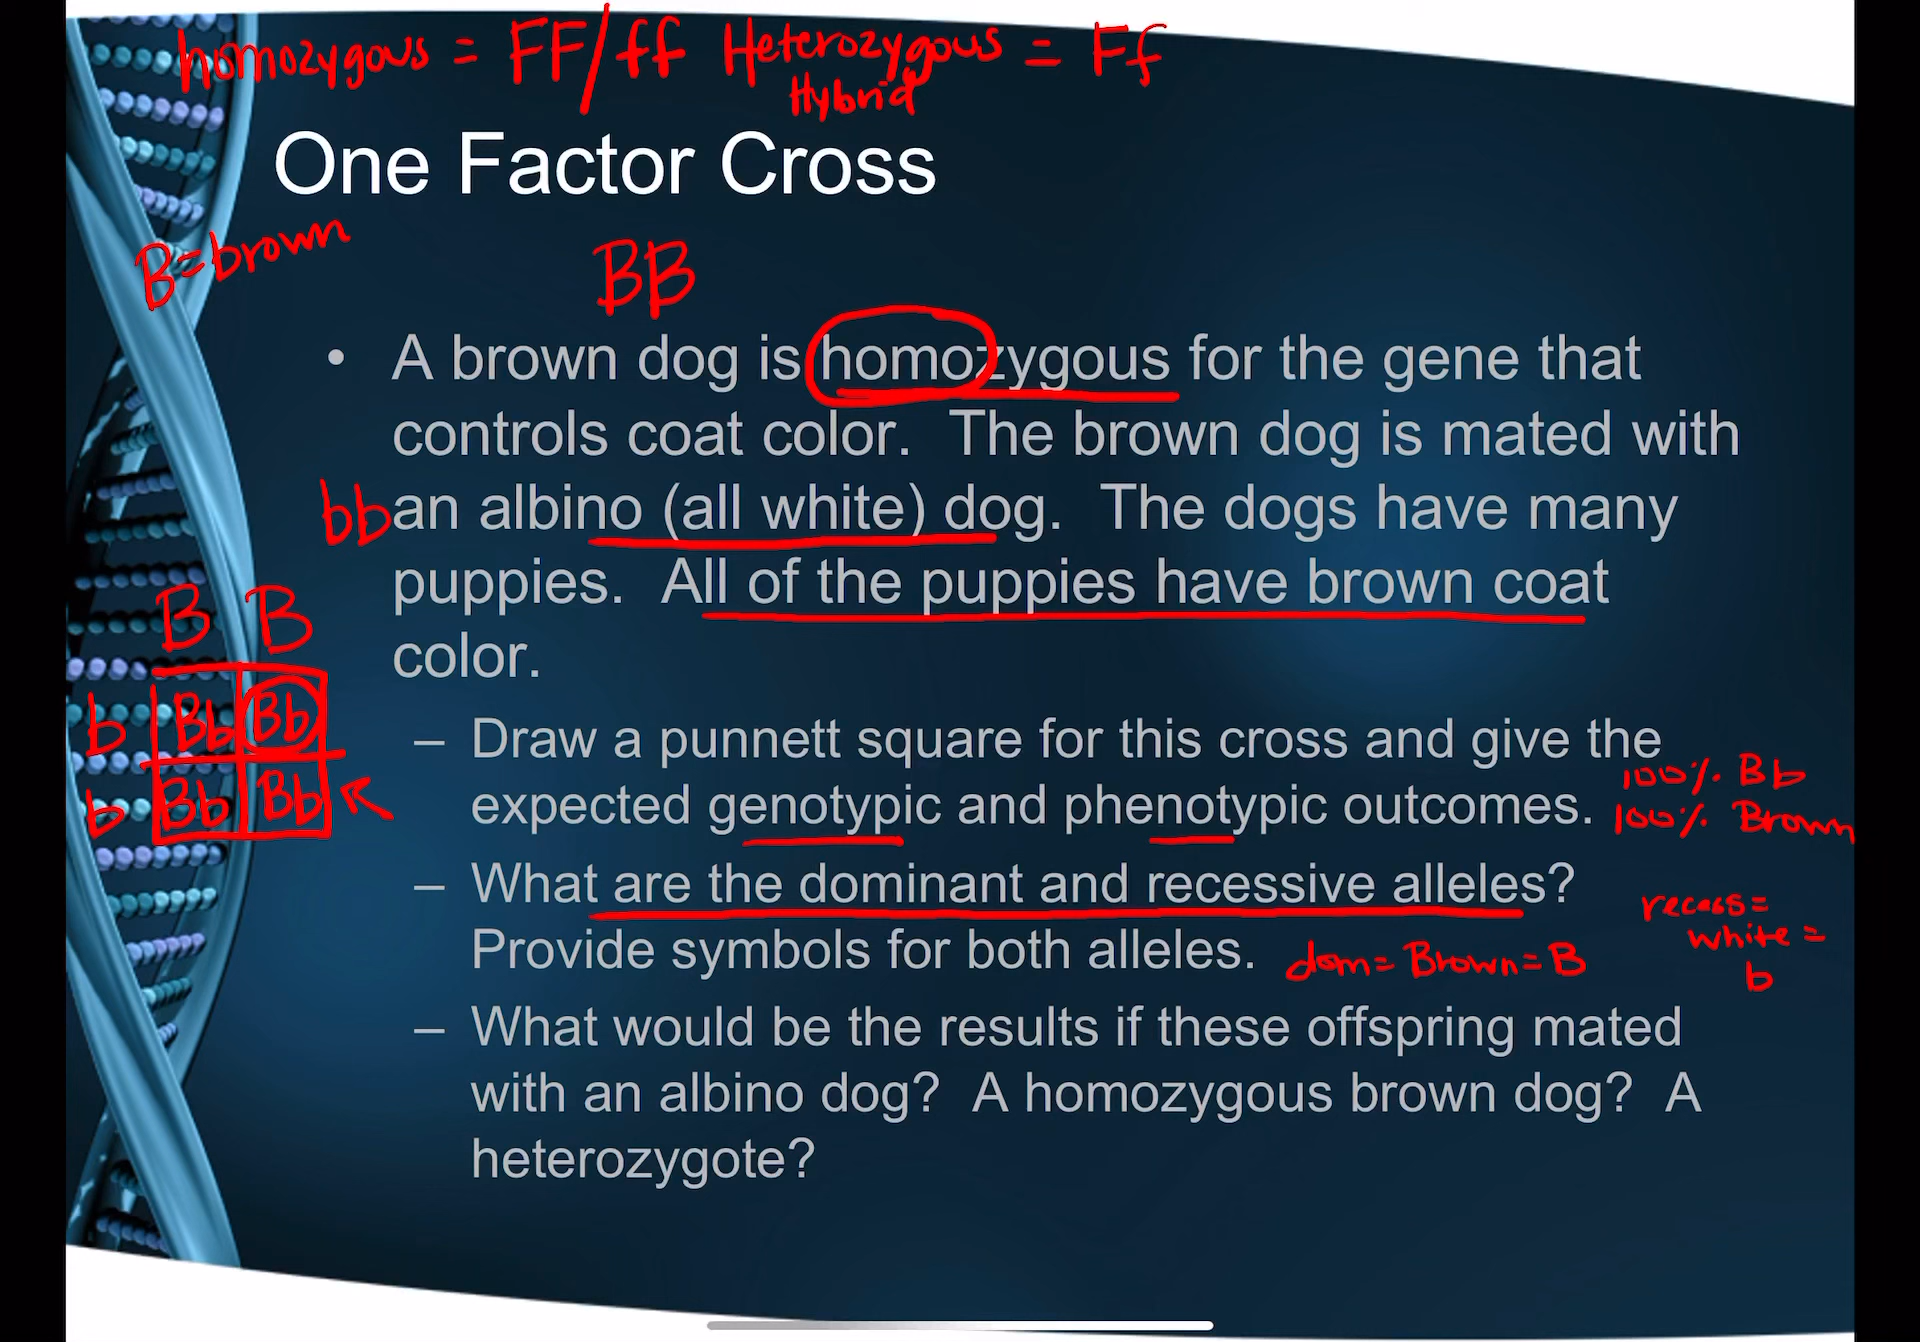 homozygous = FF/ff Heterozygous = Ff
Hybrid
One Factor Cross
B=brown
BB
• A brown dog is homozygous for the gene that
controls coat color. The brown dog is mated with
bb an albino (all white) dog. The dogs have many
puppies. All of the puppies have brown coat
color.
B B
b Bb Bb
b Bb Bb
– Draw a punnett square for this cross and give the
expected genotypic and phenotypic outcomes.
100% Bb
100% Brown
– What are the dominant and recessive alleles?
Provide symbols for both alleles. dom= Brown=B
recess=
white =
b
– What would be the results if these offspring mated
with an albino dog? A homozygous brown dog? A
heterozygote?